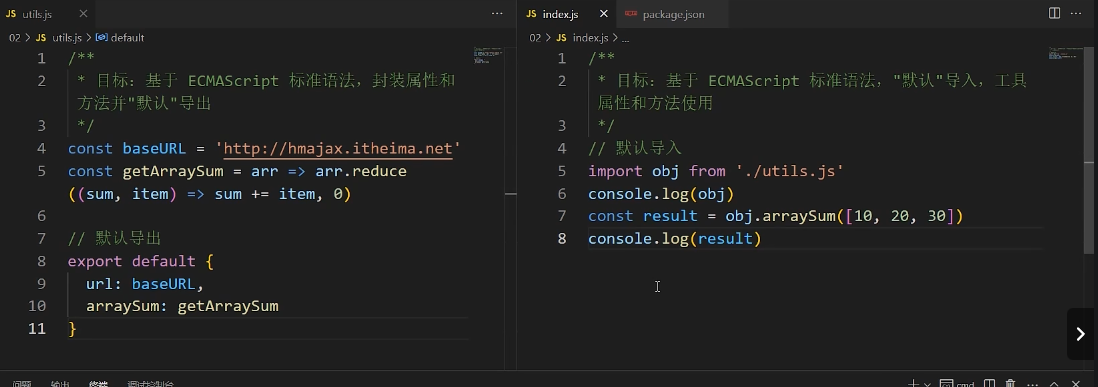 JS utils.js ×
02 > JS utils.js > default
1 /**
2 * 目标：基于 ECMAScript 标准语法，封装属性和
方法并"默认"导出
3 */
4 const baseURL = 'http://hmajax.itheima.net'
5 const getArraySum = arr => arr.reduce
((sum, item) => sum += item, 0)
6
7 // 默认导出
8 export default {
9 url: baseURL,
10 arraySum: getArraySum
11 }
JS index.js × package.json
02 > JS index.js > ...
1 /**
2 * 目标：基于 ECMAScript 标准语法，"默认"导入，工具
属性和方法使用
3 */
4 // 默认导入
5 import obj from './utils.js'
6 console.log(obj)
7 const result = obj.arraySum([10, 20, 30])
8 console.log(result)
问题 输出 终端 调试控制台
cmd